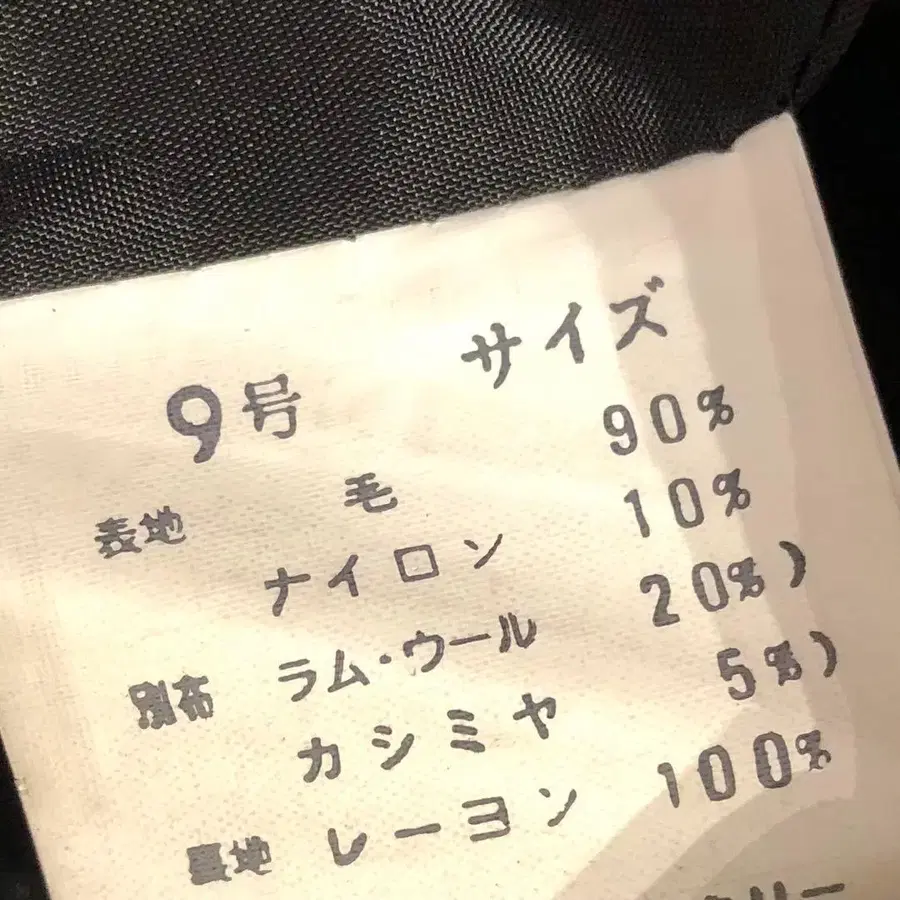 9号 サイズ
表地 毛 90%
ナイロン 10%
別布 ラム・ウール 20%)
カシミヤ 5%)
裏地 レーヨン 100%